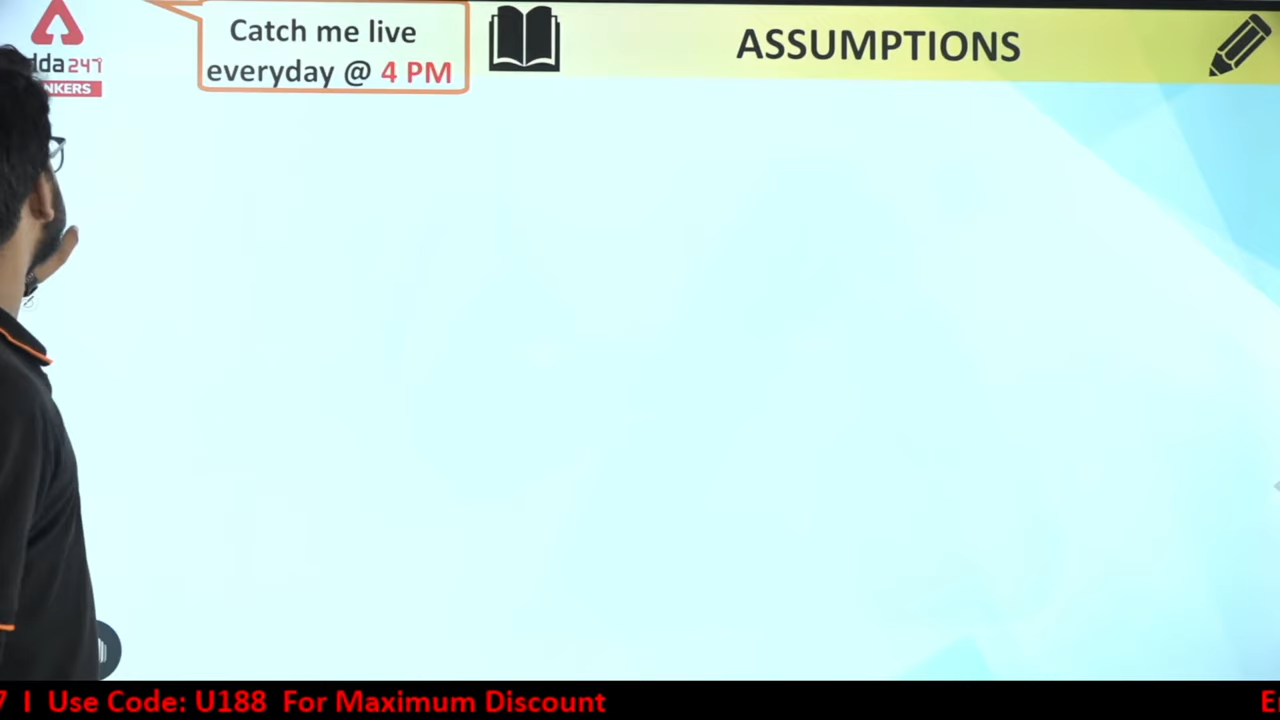 dda247
NKERS
Catch me live
everyday @ 4 PM
ASSUMPTIONS
7 I Use Code: U188 For Maximum Discount